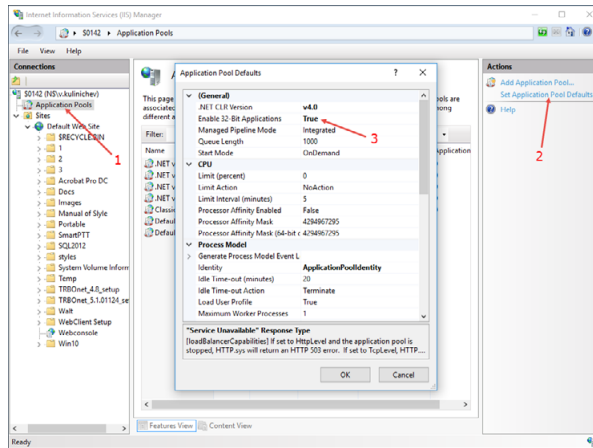 Internet Information Services (IIS) Manager
S0142
Application Pools
File View Help
Connections
S0142 (NS\v.kulinichev)
Application Pools
Sites
Default Web Site
$RECYCLE.BIN
1
2
3
Acrobat Pro DC
Docs
Images
Manual of Style
Portable
SmartPTT
SQL2012
styles
System Volume Inform
Temp
TRBOnet_4.8_setup
TRBOnet_5.1.01124_se
Walt
WebClient Setup
Webconsole
Win10
1
This page
associate
different a
Filter:
Name
.NET v
.NET v
.NET v
.NET v
Classic
Defaul
Defaul
ools are
ong
Application
Application Pool Defaults
?
(General)
.NET CLR Version v4.0
Enable 32-Bit Applications True
Managed Pipeline Mode Integrated
Queue Length 1000
Start Mode OnDemand
CPU
Limit (percent) 0
Limit Action NoAction
Limit Interval (minutes) 5
Processor Affinity Enabled False
Processor Affinity Mask 4294967295
Processor Affinity Mask (64-bit c 4294967295
Process Model
Generate Process Model Event L
Identity ApplicationPoolIdentity
Idle Time-out (minutes) 20
Idle Time-out Action Terminate
Load User Profile True
Maximum Worker Processes 1
"Service Unavailable" Response Type
[loadBalancerCapabilities] If set to HttpLevel and the application pool is
stopped, HTTP.sys will return an HTTP 503 error. If set to TcpLevel, HTTP....
OK Cancel
3
Actions
Add Application Pool...
Set Application Pool Defaults
Help
2
Features View Content View
Ready